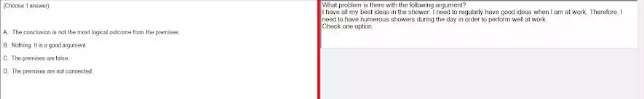 (Choose 1 answer)
A. The conclusion is not the most logical outcome from the premises.
B. Nothing. It is a good argument.
C. The premises are false.
D. The premises are not connected.
What problem is there with the following argument?
I have all my best ideas in the shower. I need to regularly have good ideas when I am at work. Therefore, I
need to have numerous showers during the day in order to perform well at work.
Check one option.